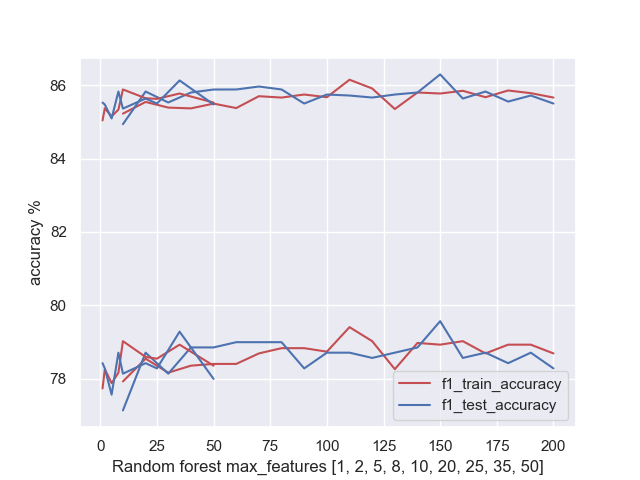 86
84
82
80
78
accuracy %
f1_train_accuracy
f1_test_accuracy
0 25 50 75 100 125 150 175 200
Random forest max_features [1, 2, 5, 8, 10, 20, 25, 35, 50]